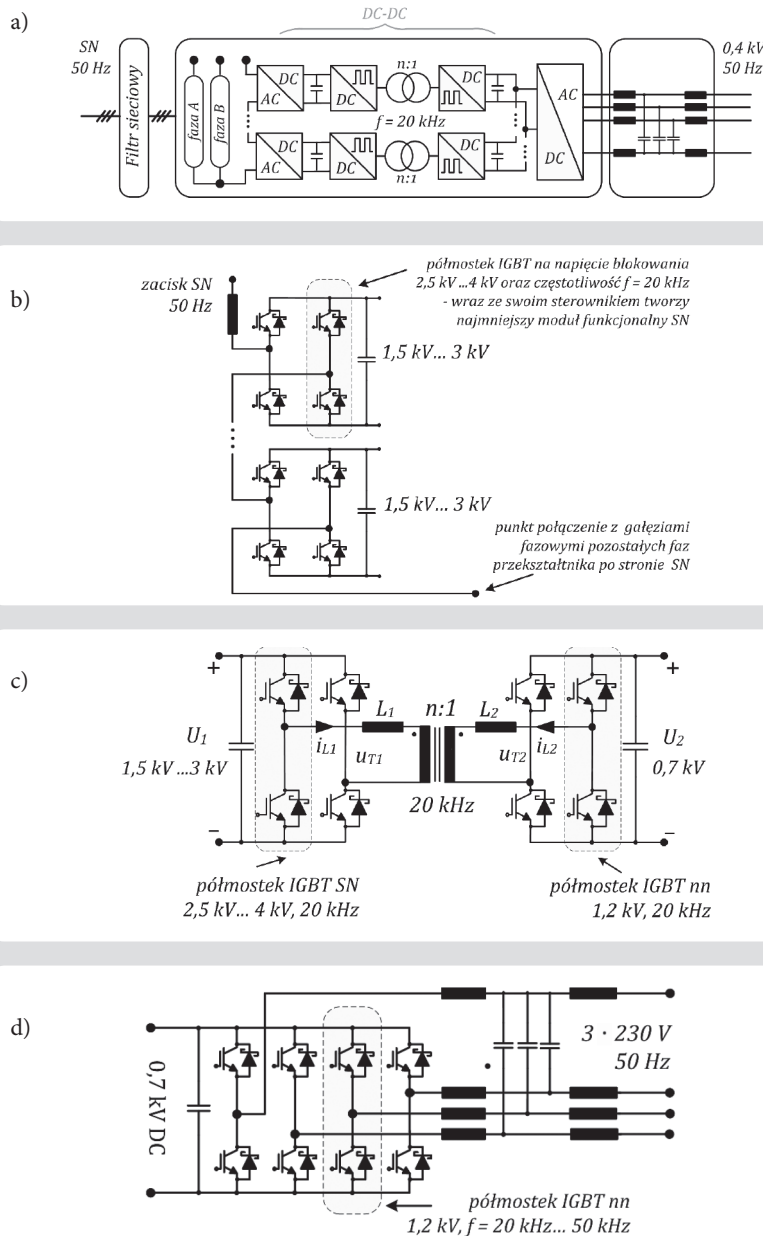 a)
DC-DC
SN
50 Hz
Filtr sieciowy
faza A
faza B
AC
DC
DC
n:1
DC
f = 20 kHz
AC
DC
DC
n:1
DC
AC
DC
0,4 kV
50 Hz
b)
zacisk SN
50 Hz
półmostek IGBT na napięcie blokowania
2,5 kV ...4 kV oraz częstotliwość f = 20 kHz
- wraz ze swoim sterownikiem tworzy
najmniejszy moduł funkcjonalny SN
1,5 kV... 3 kV
1,5 kV... 3 kV
punkt połączenie z gałęziami
fazowymi pozostałych faz
przekształtnika po stronie SN
c)
+
U1
1,5 kV ...3 kV
−
iL1
L1
uT1
n:1
20 kHz
L2
uT2
iL2
+
U2
0,7 kV
−
półmostek IGBT SN
2,5 kV... 4 kV, 20 kHz
półmostek IGBT nn
1,2 kV, 20 kHz
d)
0,7 kV DC
3 · 230 V
50 Hz
półmostek IGBT nn
1,2 kV, f = 20 kHz... 50 kHz